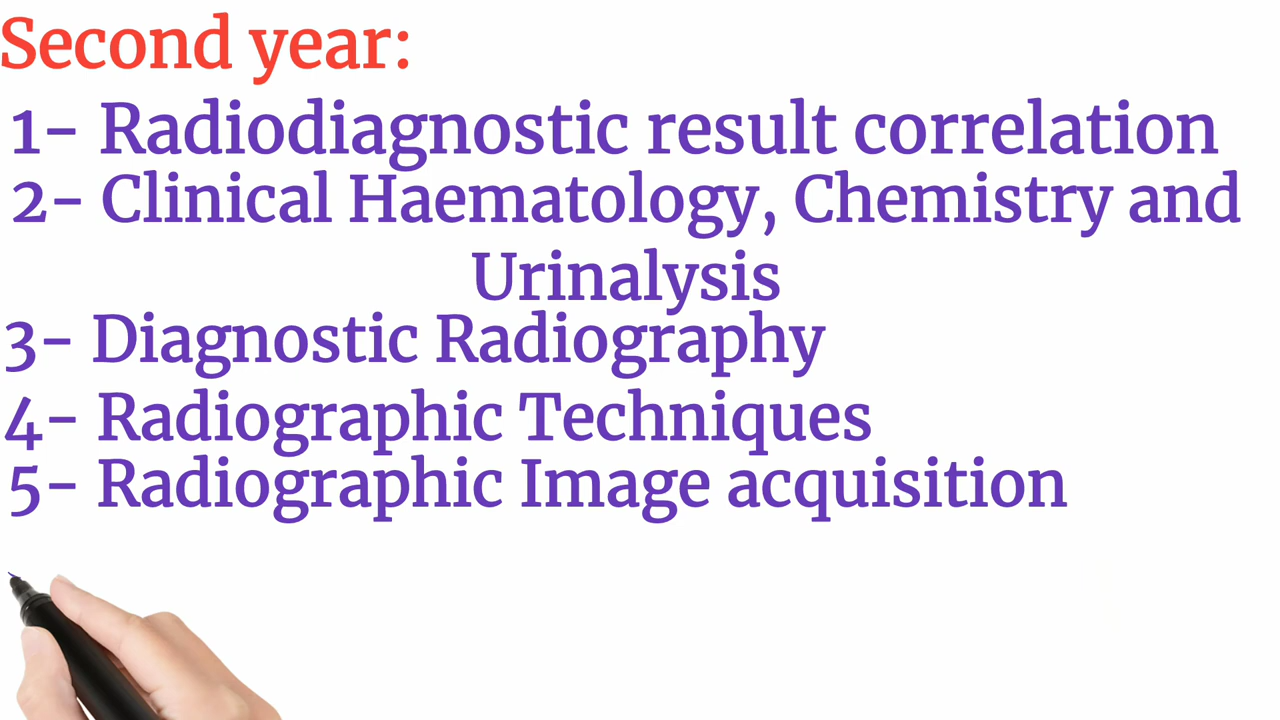 Second year:
1- Radiodiagnostic result correlation
2- Clinical Haematology, Chemistry and
Urinalysis
3- Diagnostic Radiography
4- Radiographic Techniques
5- Radiographic Image acquisition